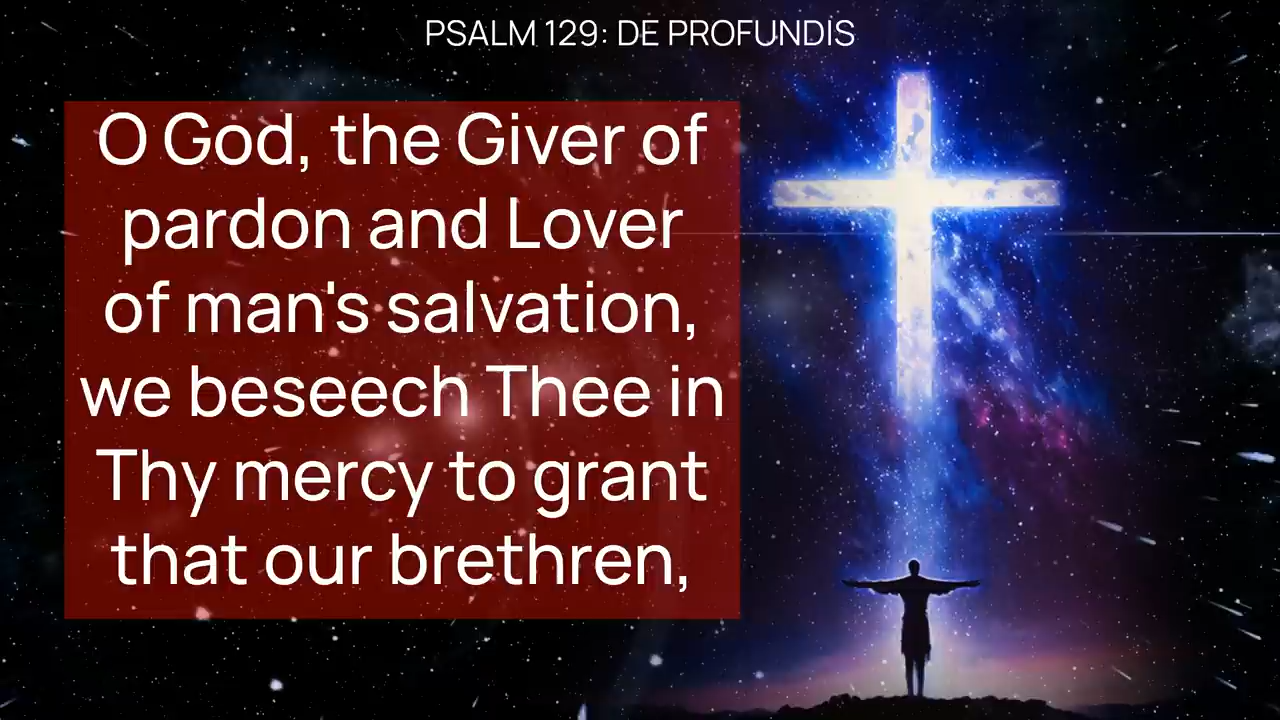 PSALM 129: DE PROFUNDIS
O God, the Giver of
pardon and Lover
of man's salvation,
we beseech Thee in
Thy mercy to grant
that our brethren,